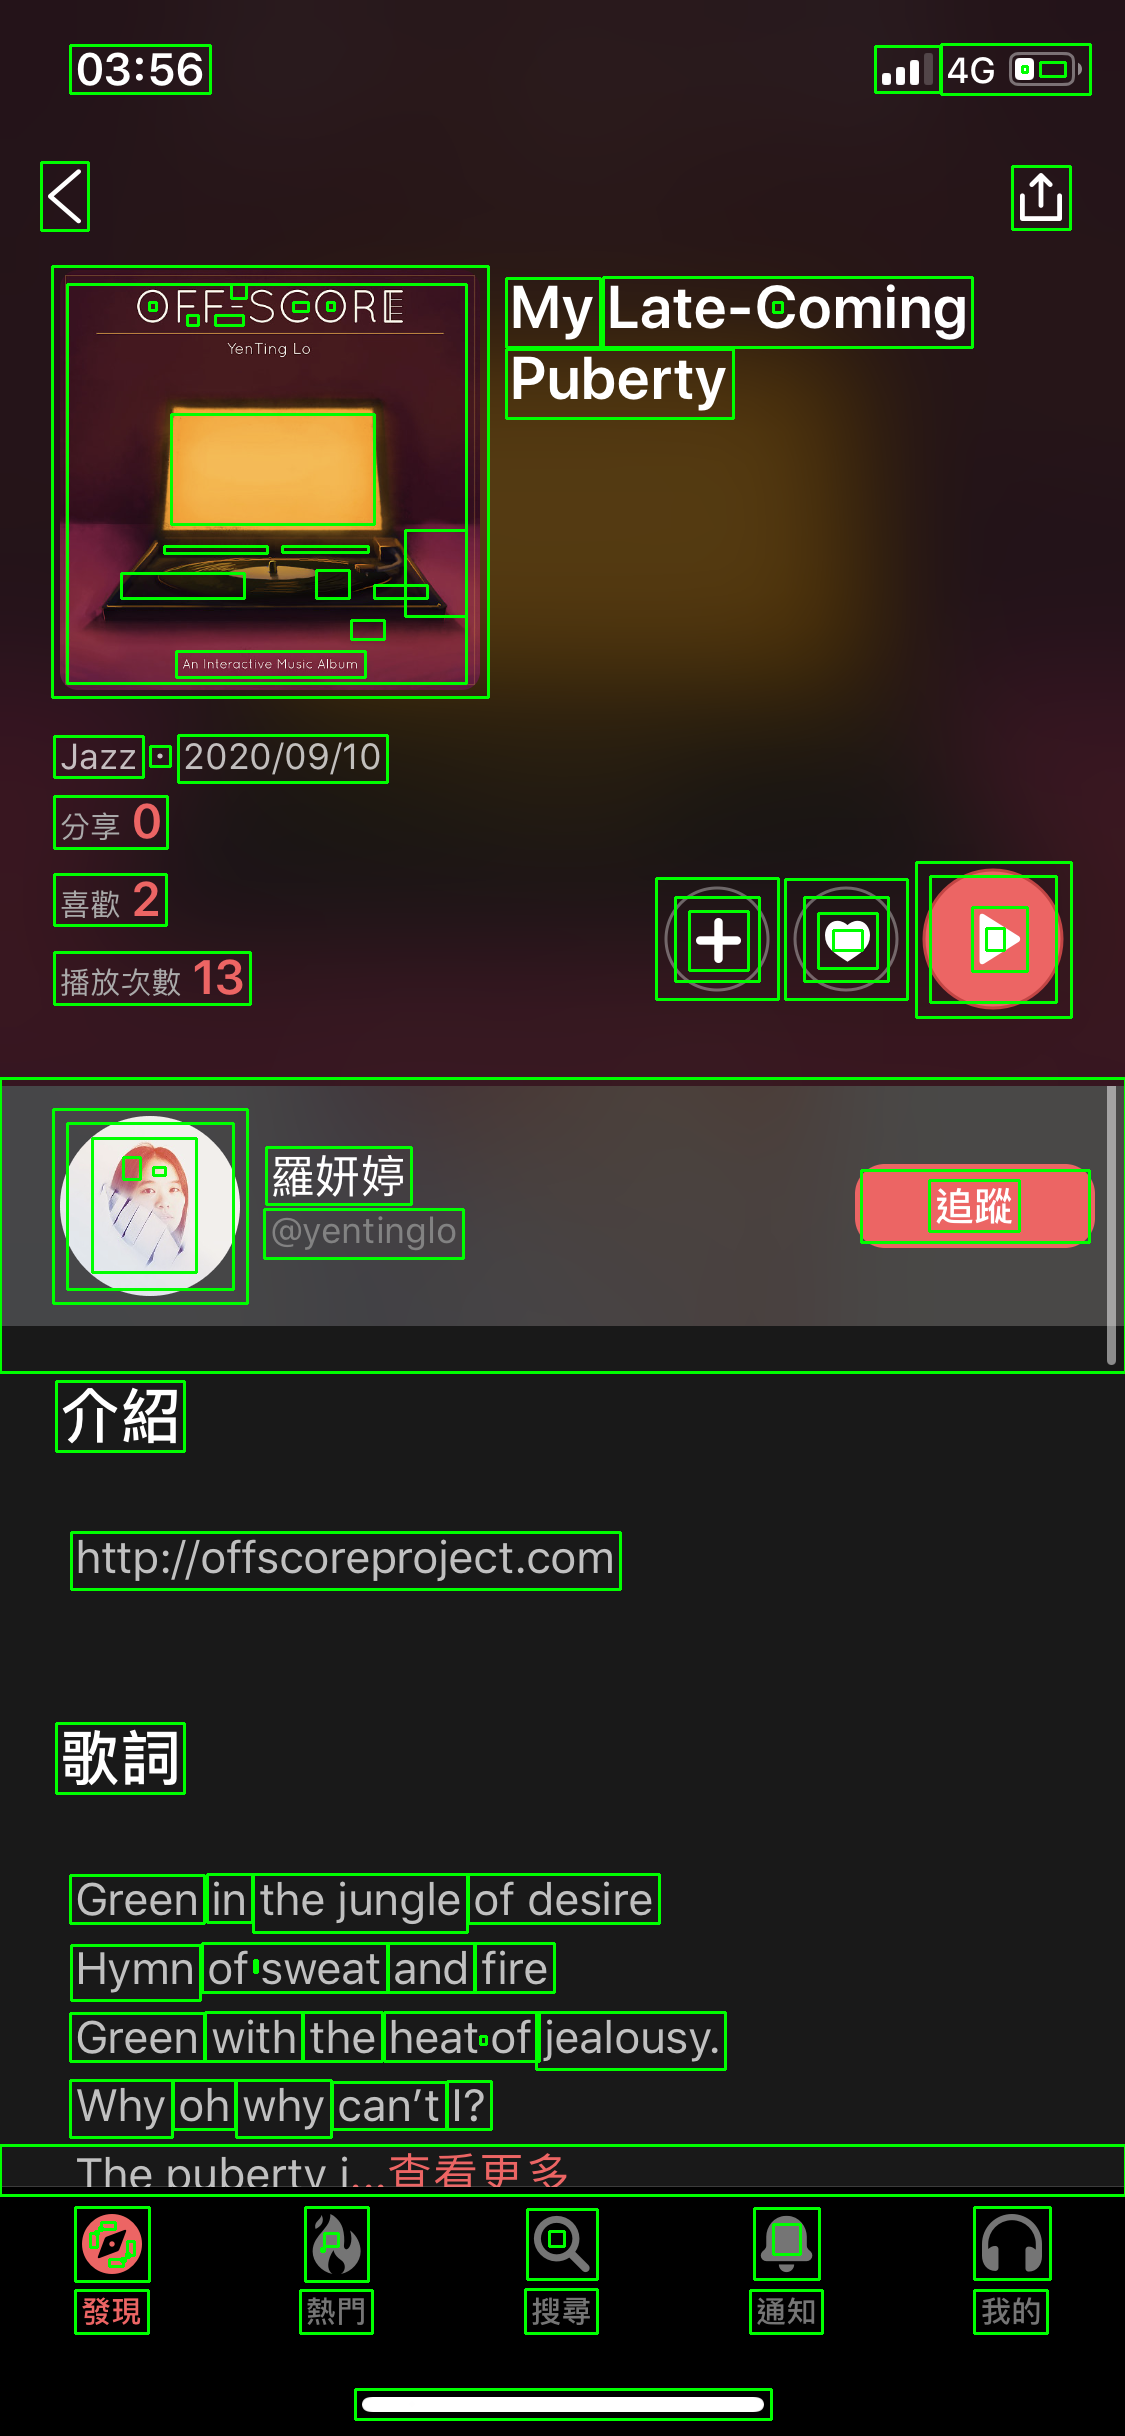 03:56
4G
OFF-SCORE
YenTing Lo
An Interactive Music Album
My Late-Coming
Puberty
Jazz · 2020/09/10
分享 0
喜歡 2
播放次數 13
羅妍婷
@yentinglo
追蹤
介紹
http://offscoreproject.com
歌詞
Green in the jungle of desire
Hymn of sweat and fire
Green with the heat of jealousy.
Why oh why can’t I?
The puberty i...查看更多
發現
熱門
搜尋
通知
我的